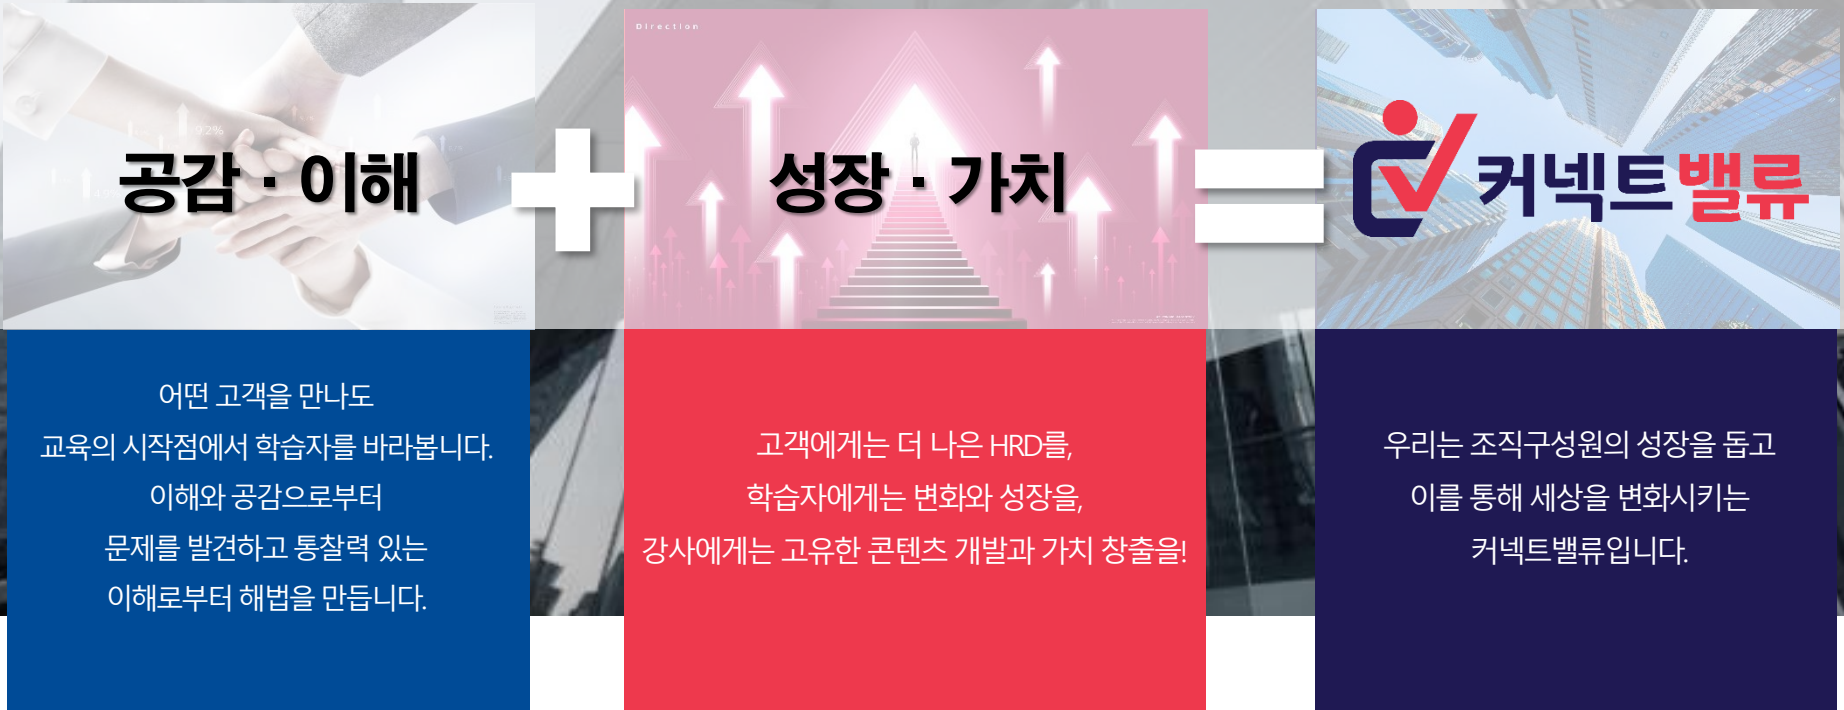 공감 · 이해
92%
어떤 고객을 만나도
교육의 시작점에서 학습자를 바라봅니다.
이해와 공감으로부터
문제를 발견하고 통찰력 있는
이해로부터 해법을 만듭니다.
+
Direction
성장 · 가치
고객에게는 더 나은 HRD를,
학습자에게는 변화와 성장을,
강사에게는 고유한 콘텐츠 개발과 가치 창출을!
=
커넥트밸류
우리는 조직구성원의 성장을 돕고
이를 통해 세상을 변화시키는
커넥트밸류입니다.